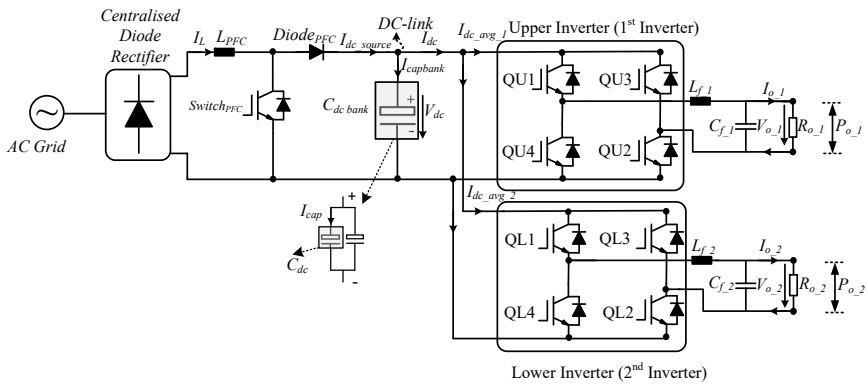 Centralised
Diode
Rectifier
I_L
L_PFC
Diode_PFC
I_dc_source
DC-link
I_dc
I_dc_avg_1
Upper Inverter (1st Inverter)
AC Grid
Switch_PFC
I_capbank
C_dc bank
+
-
V_dc
QU1
QU3
QU4
QU2
L_f_1
I_o_1
C_f_1
V_o_1
R_o_1
P_o_1
I_cap
+
-
C_dc
I_dc_avg_2
QL1
QL3
QL4
QL2
L_f_2
I_o_2
C_f_2
V_o_2
R_o_2
P_o_2
Lower Inverter (2nd Inverter)